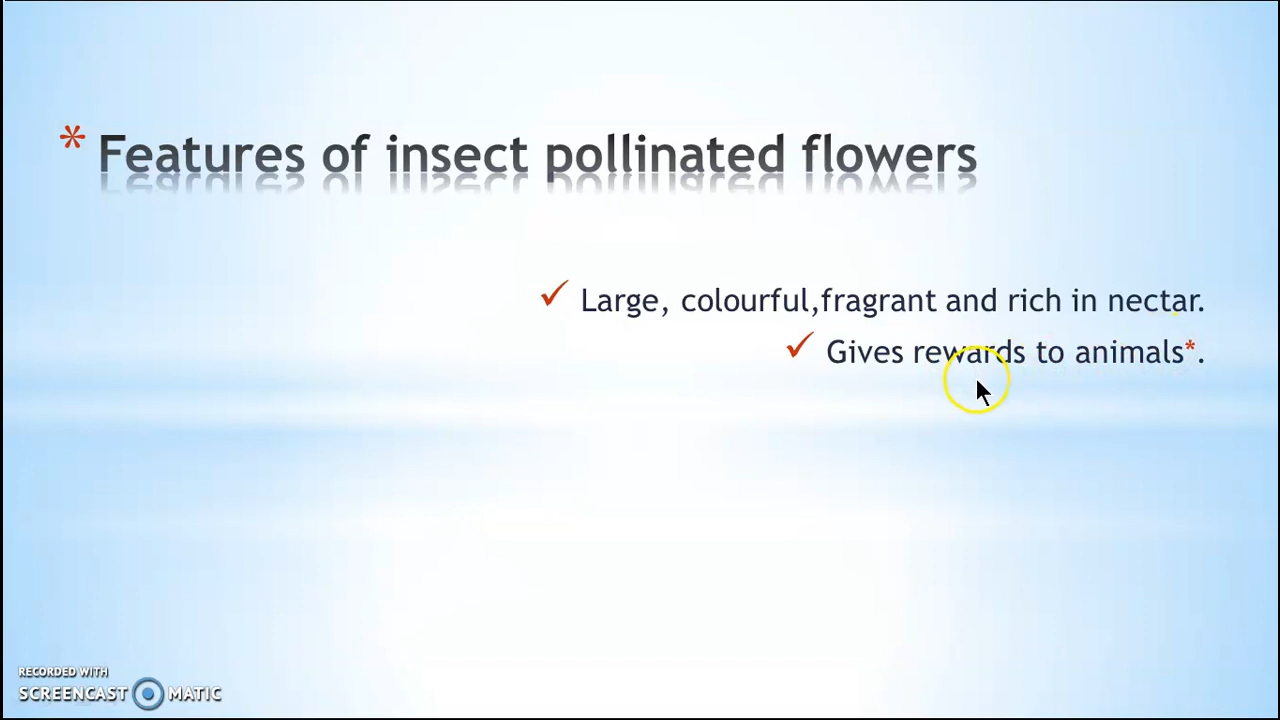 * Features of insect pollinated flowers
✓ Large, colourful,fragrant and rich in nectar.
✓ Gives rewards to animals*.
RECORDED WITH
SCREENCAST MATIC